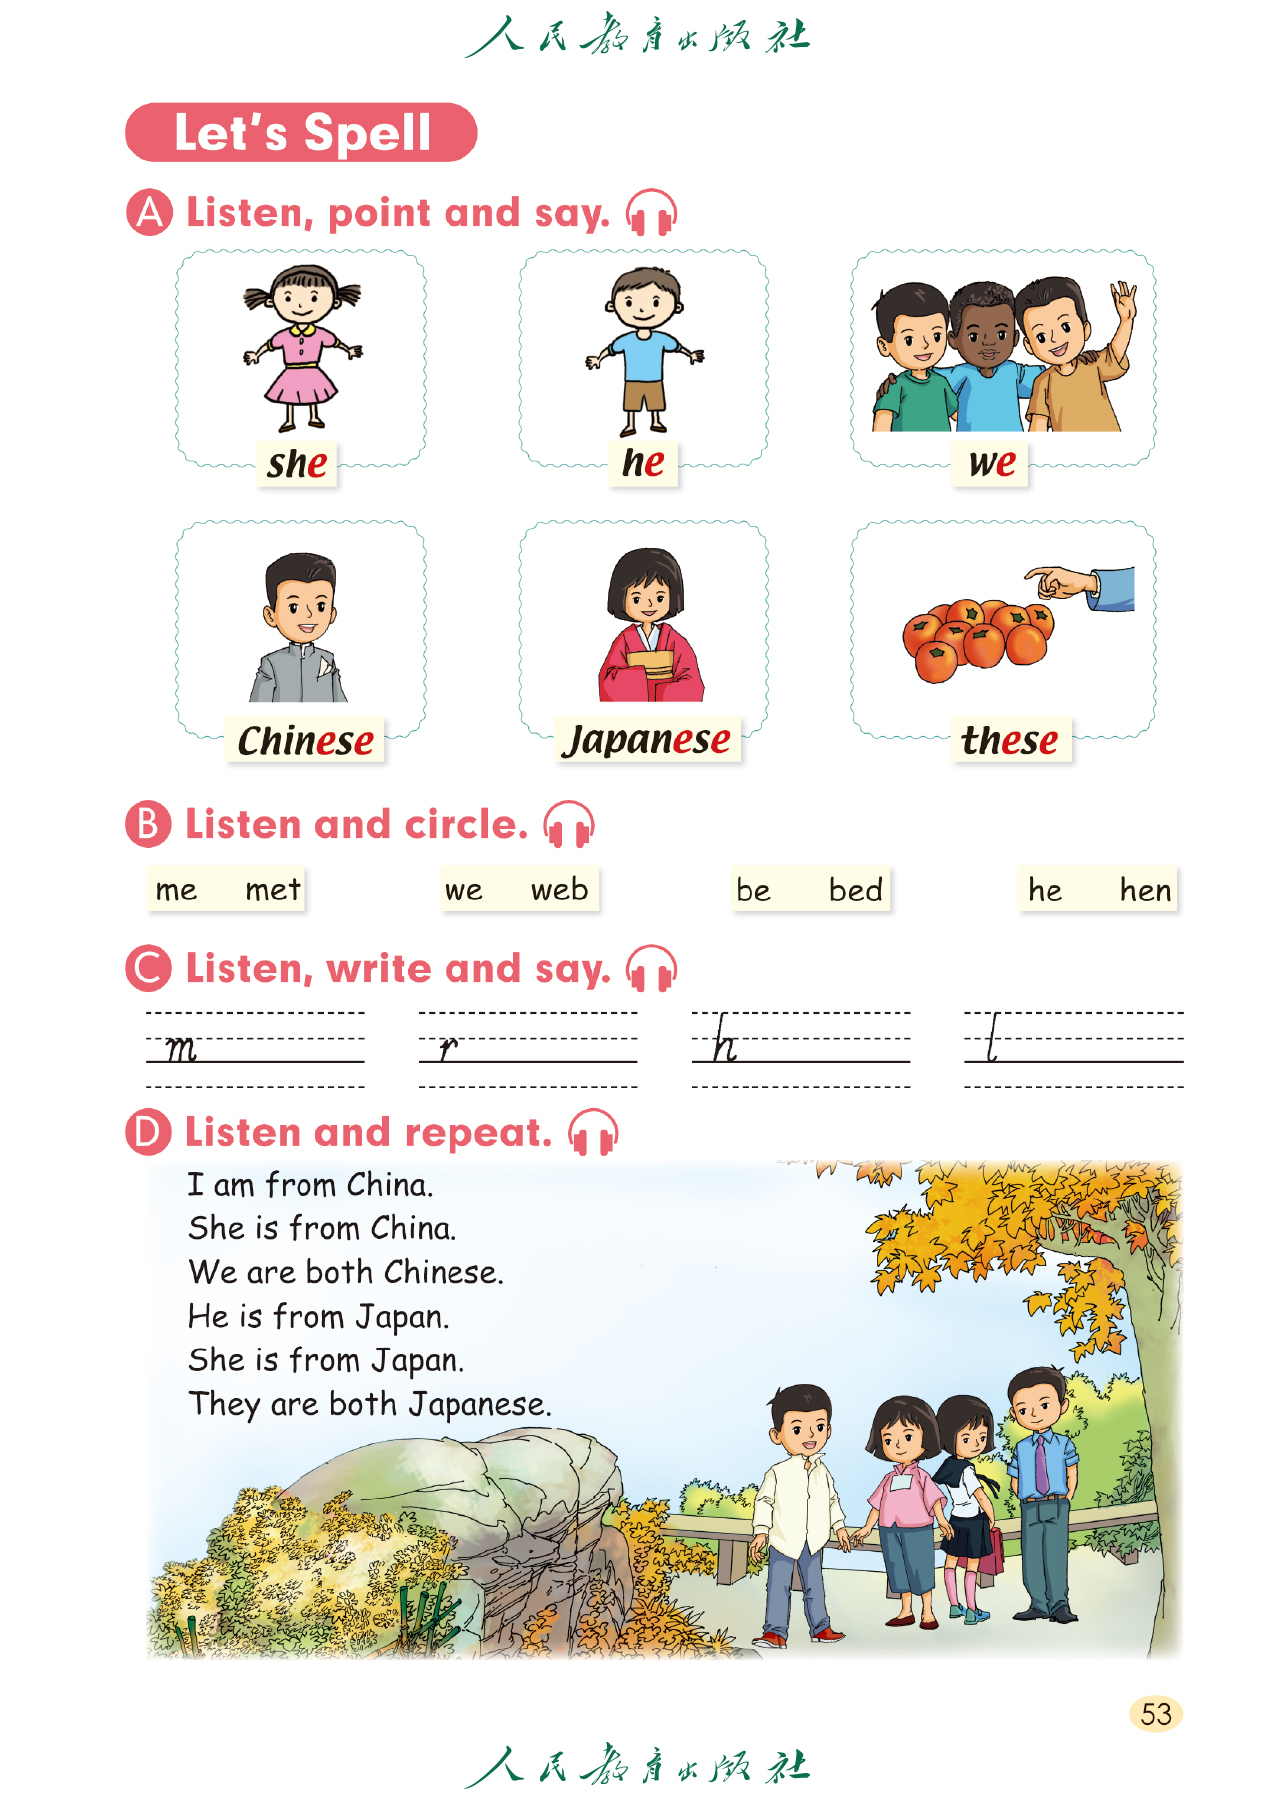 人民教育出版社
Let's Spell
A Listen, point and say.
she he we
Chinese Japanese these
B Listen and circle.
me met we web be bed he hen
C Listen, write and say.
m r h l
D Listen and repeat.
I am from China.
She is from China.
We are both Chinese.
He is from Japan.
She is from Japan.
They are both Japanese.
53
人民教育出版社